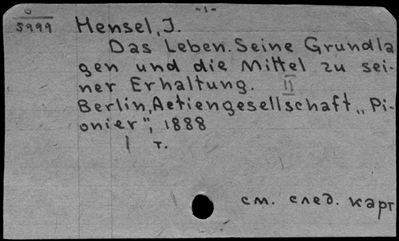 -1-
5999
Hensel, J.
Das Leben. Seine Grundla
gen und die Mittel zu sei-
ner Erhaltung. II
Berlin, Aetiengesellschaft „Pi-
onier", 1888
1 т.
см. след. карт